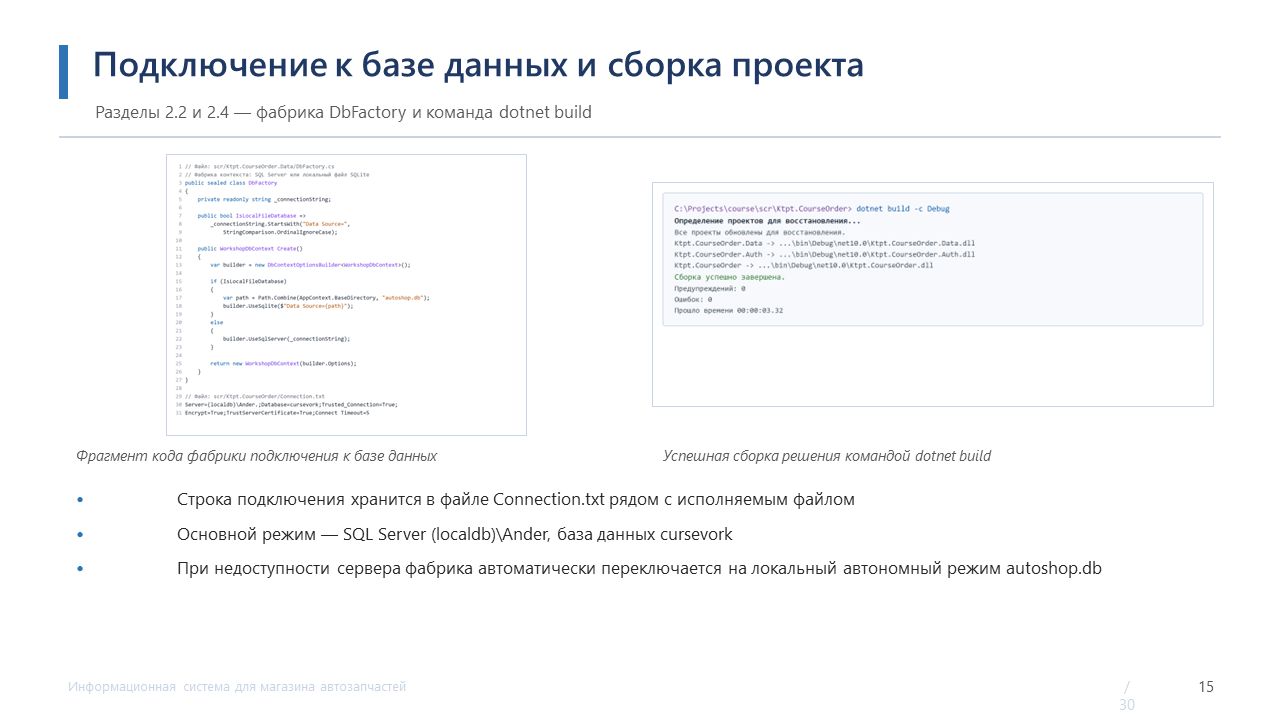 Подключение к базе данных и сборка проекта
Разделы 2.2 и 2.4 — фабрика DbFactory и команда dotnet build
1 // Файл: scr/Ktpt.CourseOrder.Data/DbFactory.cs
2 // Фабрика контекста: SQL Server или локальный файл SQLite
3 public sealed class DbFactory
4 {
5 private readonly string _connectionString;
6
7 public bool IsLocalFileDatabase =>
8 _connectionString.StartsWith("Data Source=",
9 StringComparison.OrdinalIgnoreCase);
10
11 public WorkshopDbContext Create()
12 {
13 var builder = new DbContextOptionsBuilder<WorkshopDbContext>();
14
15 if (IsLocalFileDatabase)
16 {
17 var path = Path.Combine(AppContext.BaseDirectory, "autoshop.db");
18 builder.UseSqlite($"Data Source={path}");
19 }
20 else
21 {
22 builder.UseSqlServer(_connectionString);
23 }
24
25 return new WorkshopDbContext(builder.Options);
26 }
27 }
28
29 // Файл: scr/Ktpt.CourseOrder/Connection.txt
30 Server=(localdb)\Ander.;Database=cursevork;Trusted_Connection=True;
31 Encrypt=True;TrustServerCertificate=True;Connect Timeout=5
C:\Projects\course\scr\Ktpt.CourseOrder> dotnet build -c Debug
Определение проектов для восстановления...
Все проекты обновлены для восстановления.
Ktpt.CourseOrder.Data -> ...\bin\Debug\net10.0\Ktpt.CourseOrder.Data.dll
Ktpt.CourseOrder.Auth -> ...\bin\Debug\net10.0\Ktpt.CourseOrder.Auth.dll
Ktpt.CourseOrder -> ...\bin\Debug\net10.0\Ktpt.CourseOrder.dll
Сборка успешно завершена.
Предупреждений: 0
Ошибок: 0
Прошло времени 00:00:03.32
Фрагмент кода фабрики подключения к базе данных
Успешная сборка решения командой dotnet build
• Строка подключения хранится в файле Connection.txt рядом с исполняемым файлом
• Основной режим — SQL Server (localdb)\Ander, база данных cursevork
• При недоступности сервера фабрика автоматически переключается на локальный автономный режим autoshop.db
Информационная система для магазина автозапчастей
/
30
15